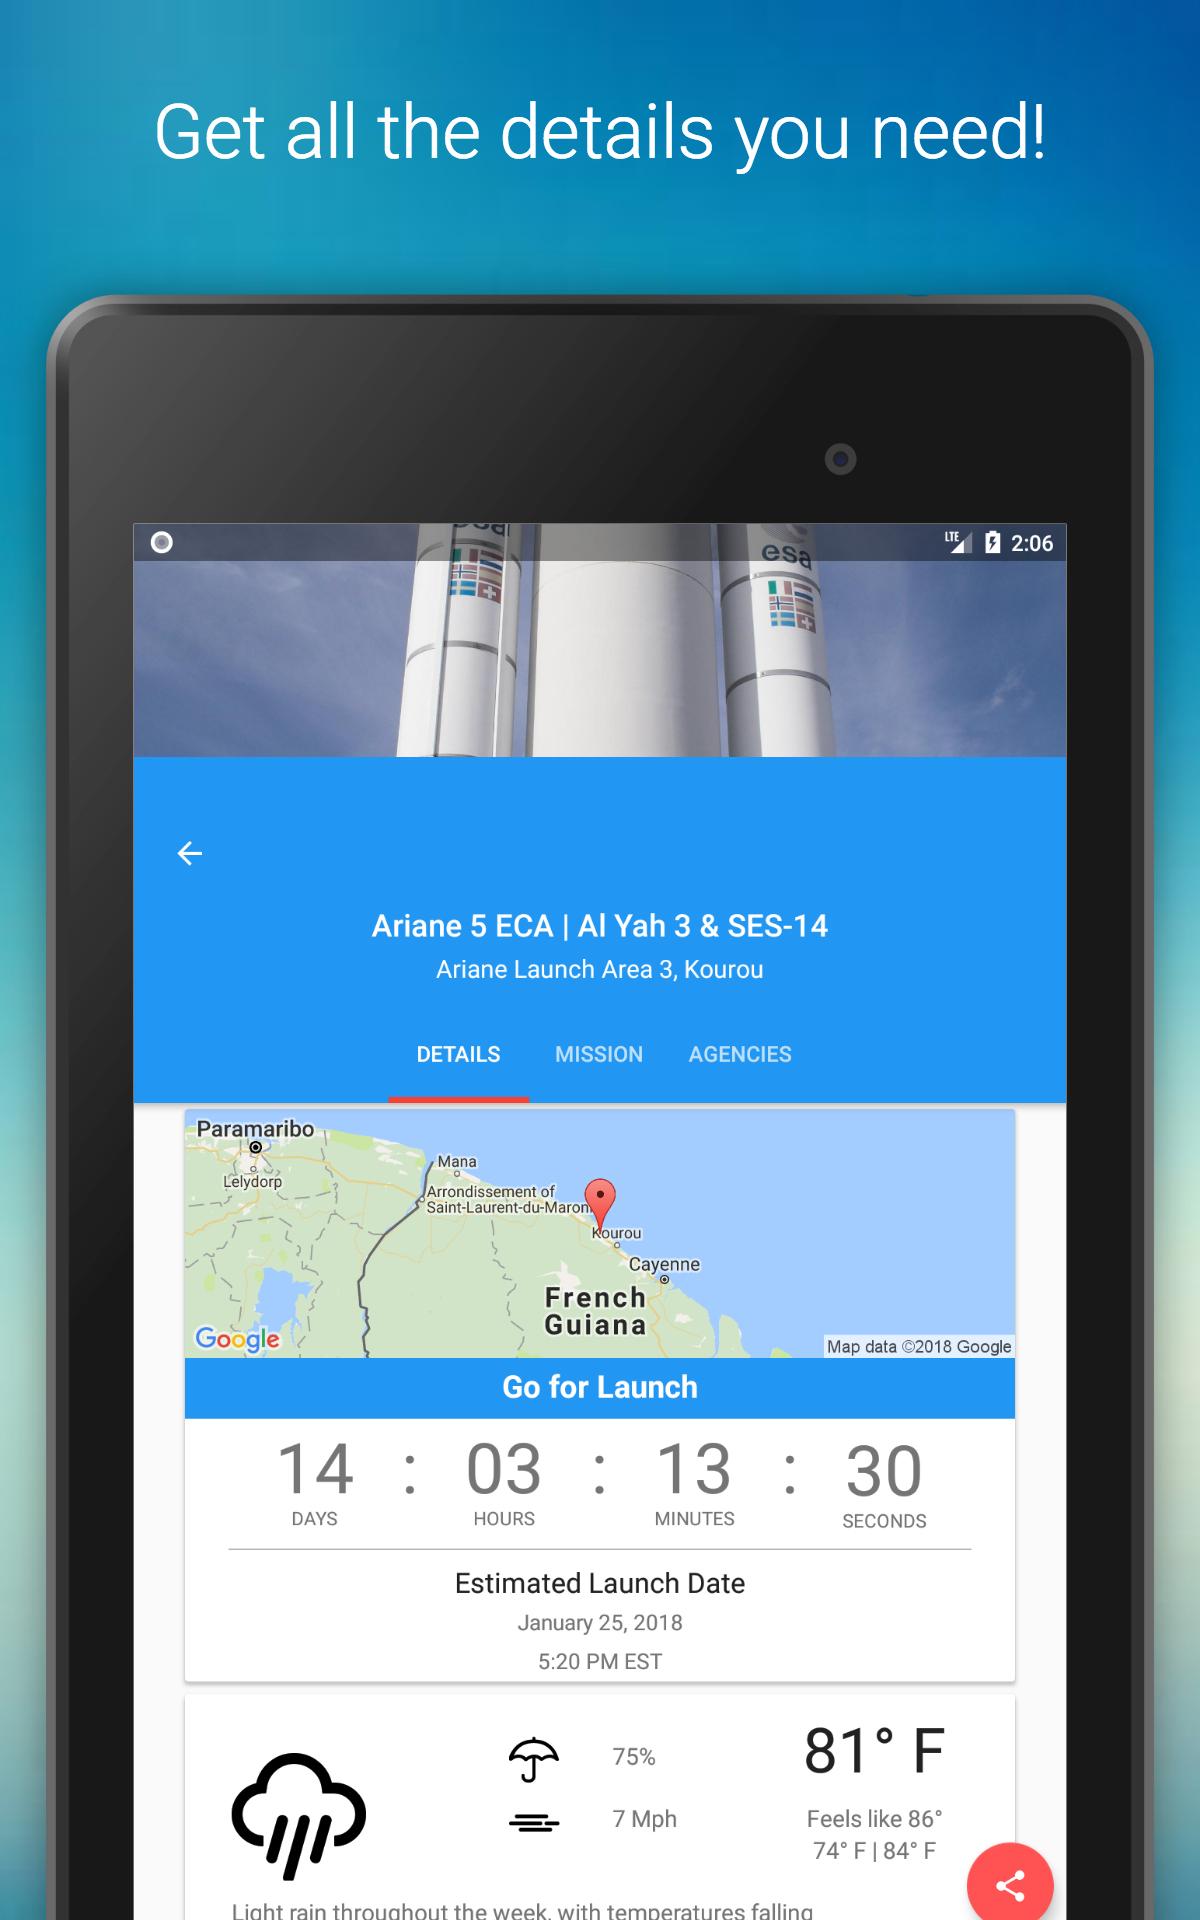 Get all the details you need!
esa
esa
LTE
2:06
Ariane 5 ECA | Al Yah 3 & SES-14
Ariane Launch Area 3, Kourou
DETAILS
MISSION
AGENCIES
Paramaribo
Mana
Lelydorp
Arrondissement of
Saint-Laurent-du-Maron
Kourou
Cayenne
French
Guiana
Google
Map data ©2018 Google
Go for Launch
14 : 03 : 13 : 30
DAYS HOURS MINUTES SECONDS
Estimated Launch Date
January 25, 2018
5:20 PM EST
75%
81° F
7 Mph
Feels like 86°
74° F | 84° F
Light rain throughout the week, with temperatures falling